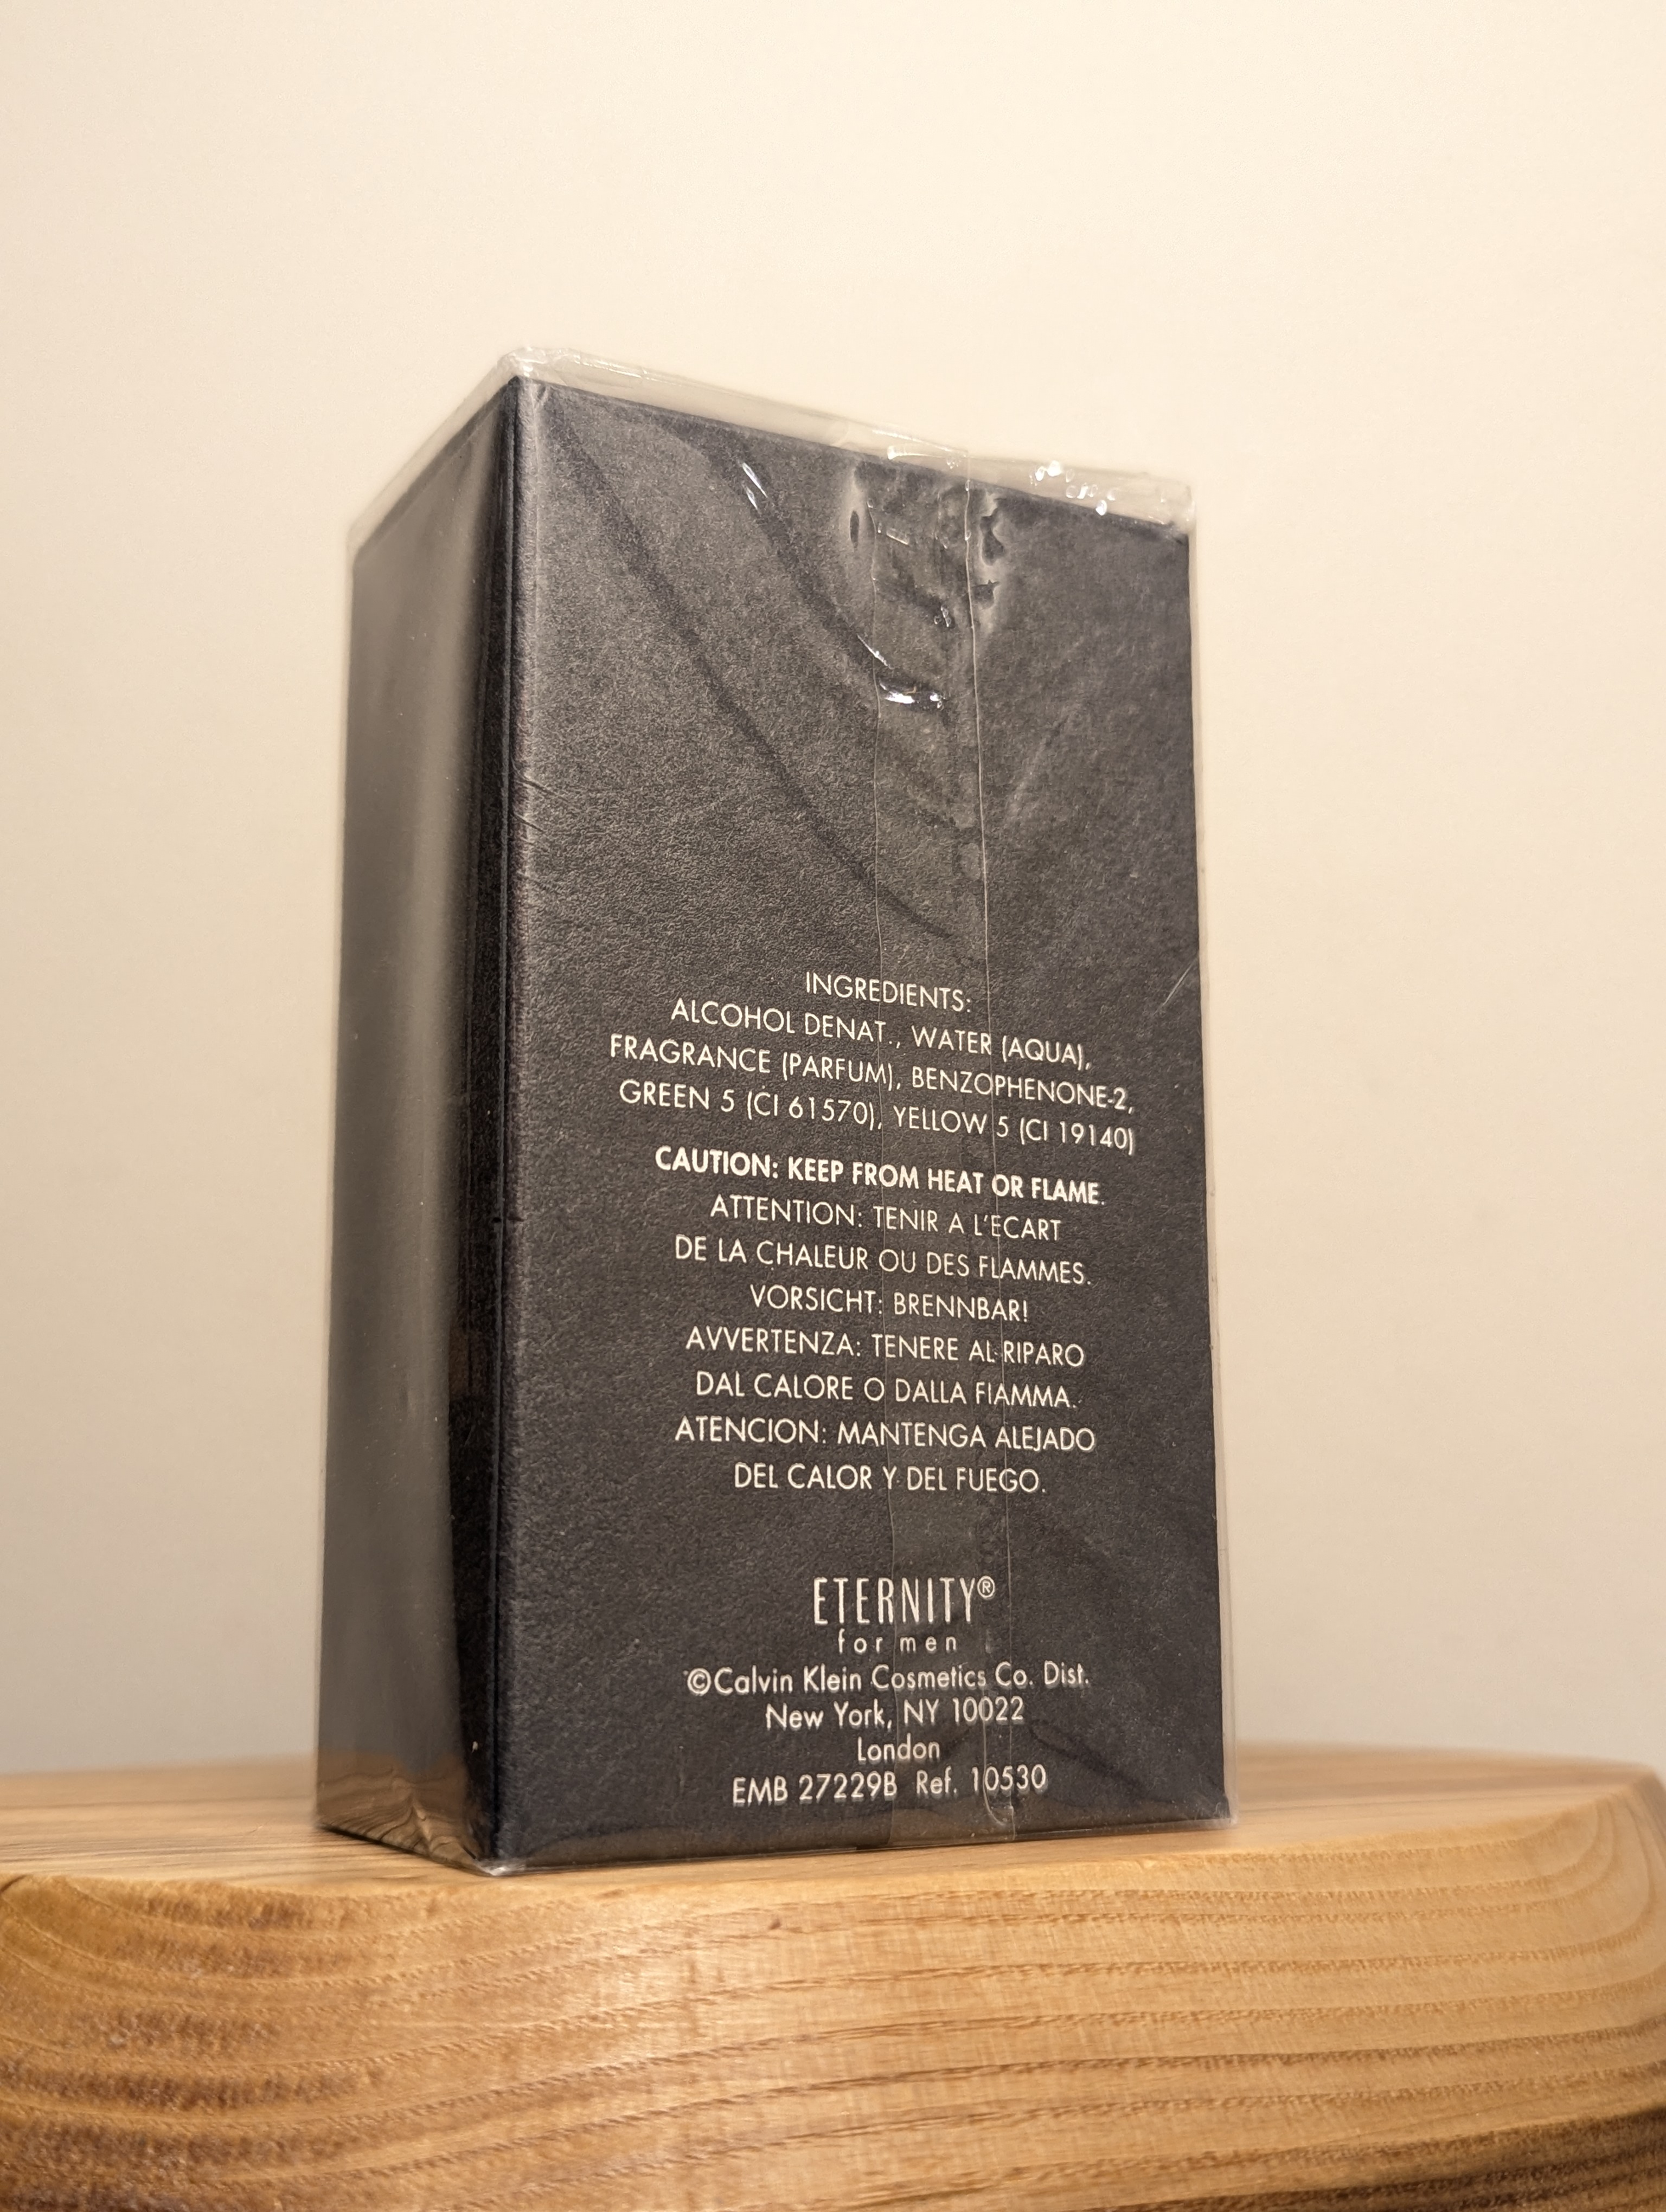 INGREDIENTS:
ALCOHOL DENAT., WATER (AQUA),
FRAGRANCE (PARFUM), BENZOPHENONE-2,
GREEN 5 (CI 61570), YELLOW 5 (CI 19140)
CAUTION: KEEP FROM HEAT OR FLAME.
ATTENTION: TENIR A L'ECART
DE LA CHALEUR OU DES FLAMMES.
VORSICHT: BRENNBAR!
AVVERTENZA: TENERE AL RIPARO
DAL CALORE O DALLA FIAMMA.
ATENCION: MANTENGA ALEJADO
DEL CALOR Y DEL FUEGO.
ETERNITY®
for men
©Calvin Klein Cosmetics Co. Dist.
New York, NY 10022
London
EMB 27229B Ref. 10530